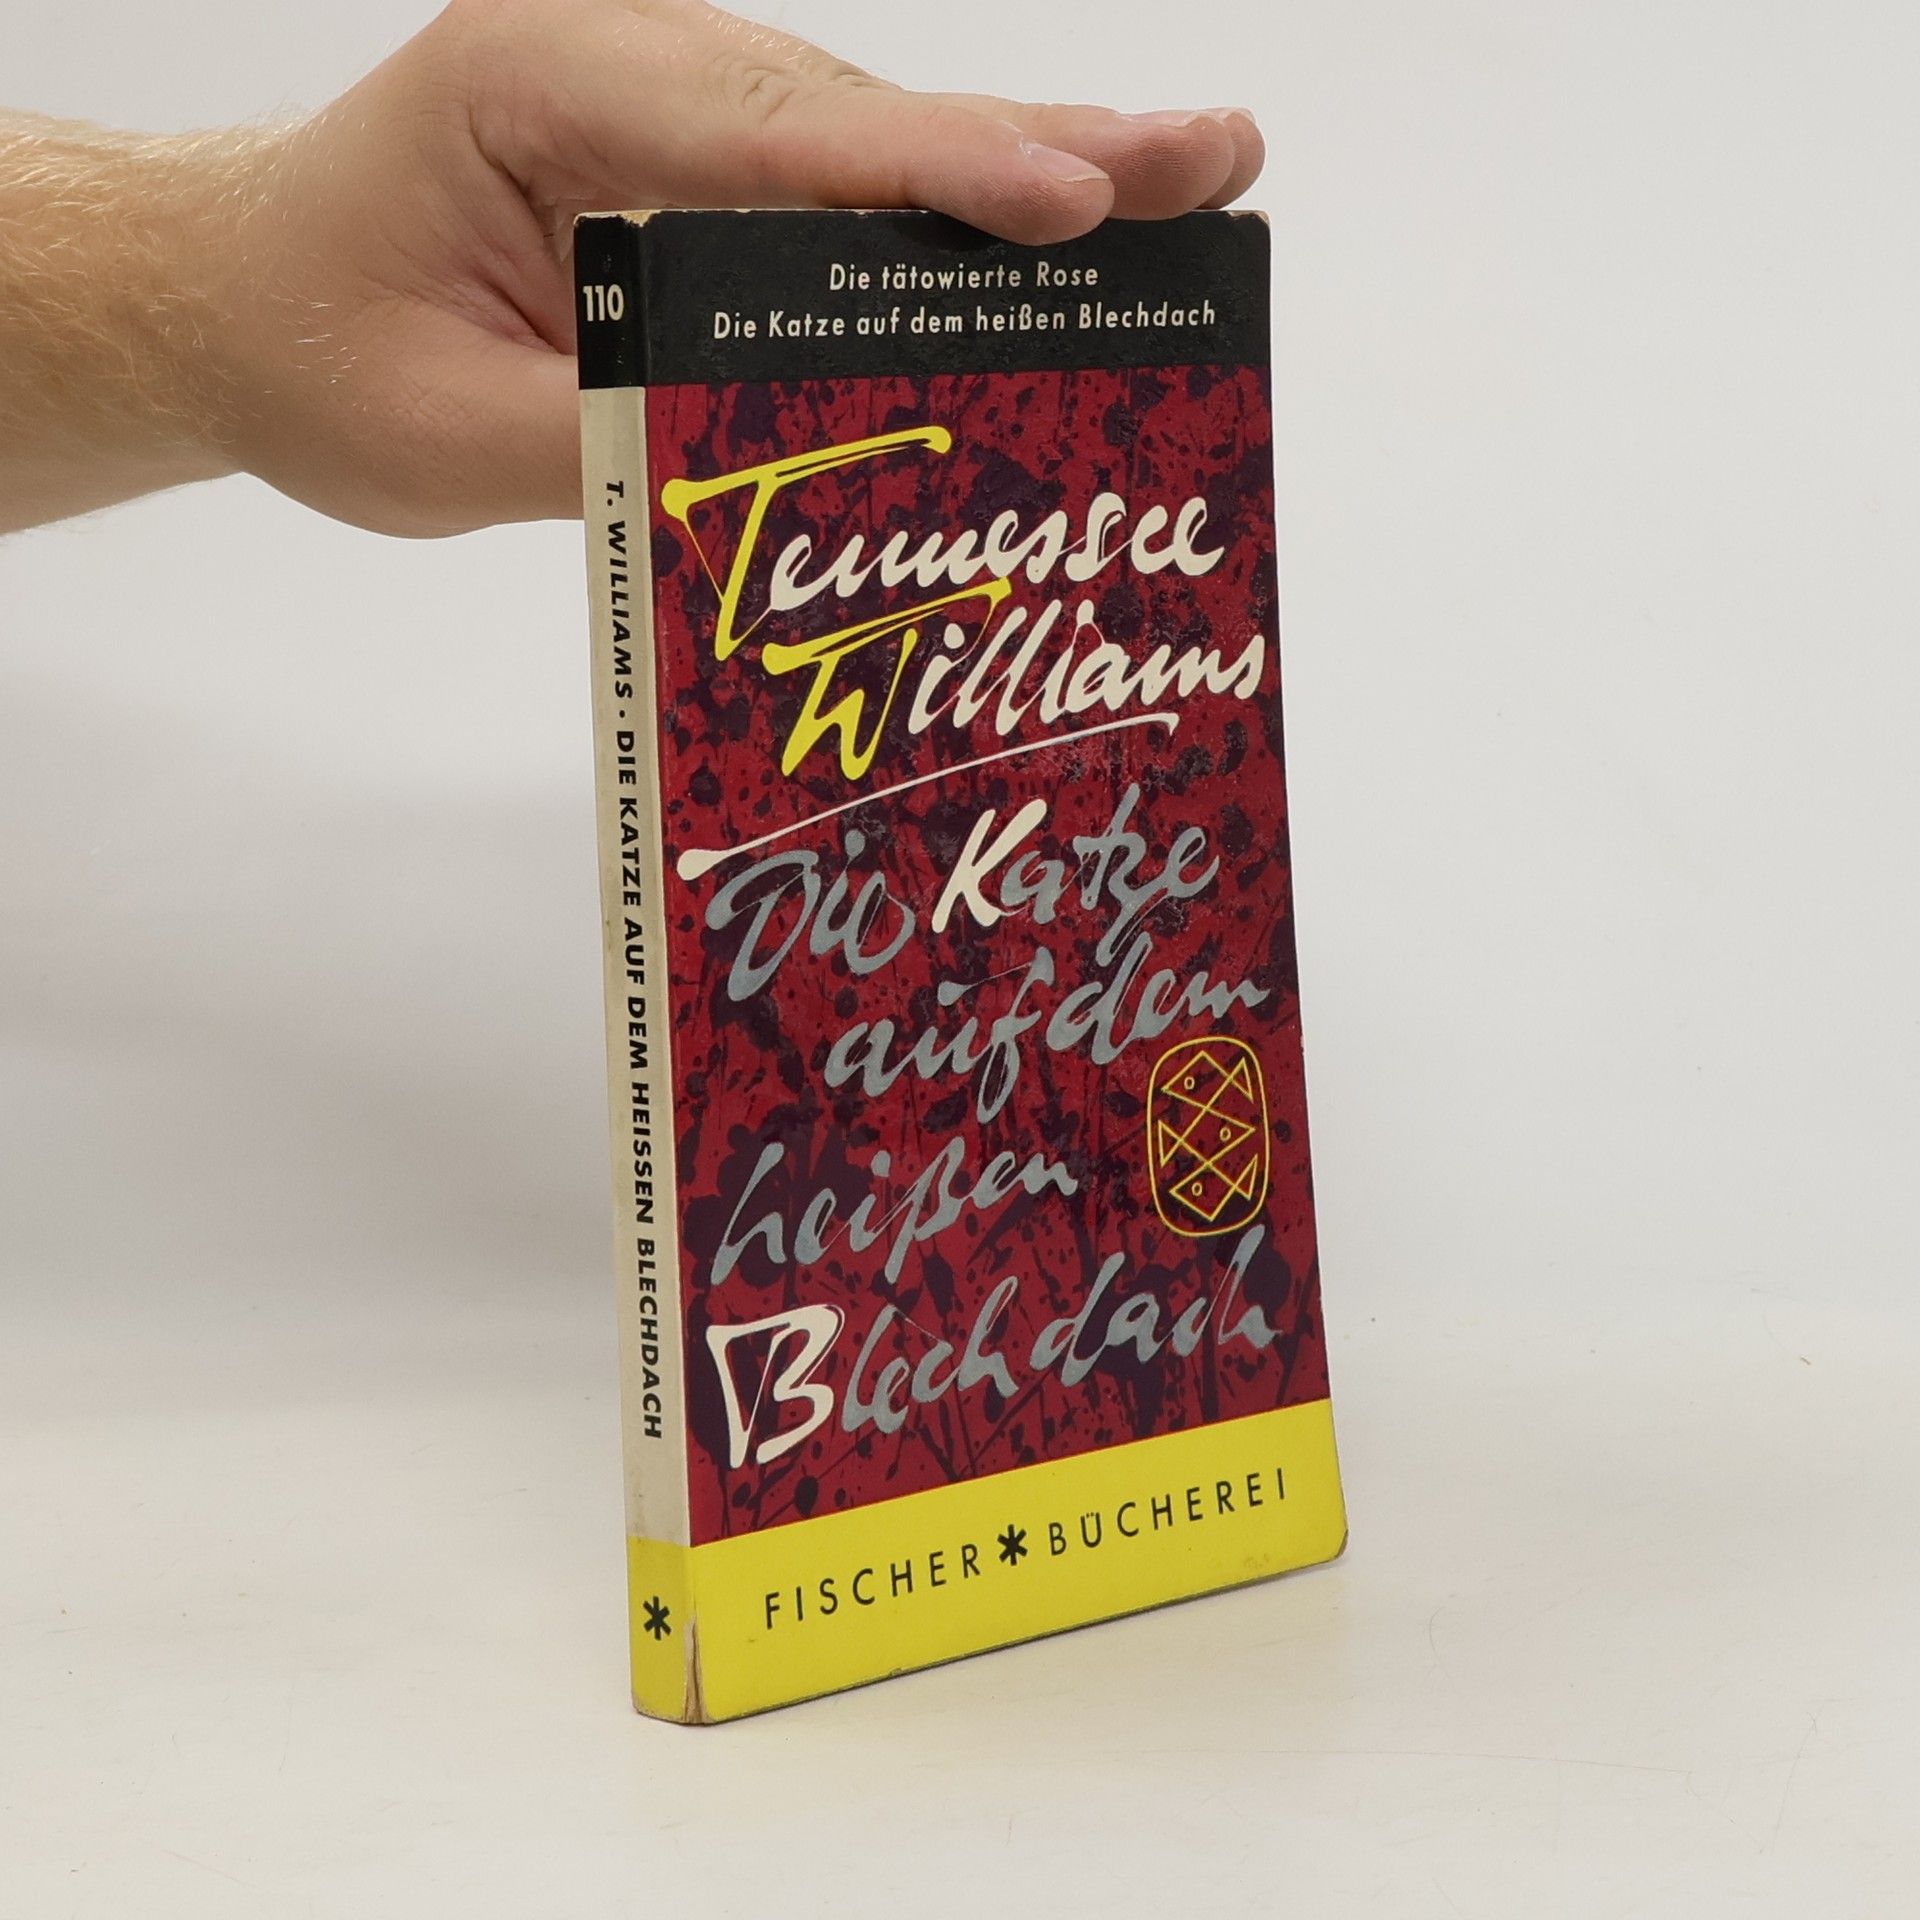 110
T. WILLIAMS · DIE KATZE AUF DEM HEISSEN BLECHDACH
*
Die tätowierte Rose
Die Katze auf dem heißen Blechdach
Tennessee
Williams
Die Katze
auf dem
heißen
Blechdach
FISCHER * BÜCHEREI